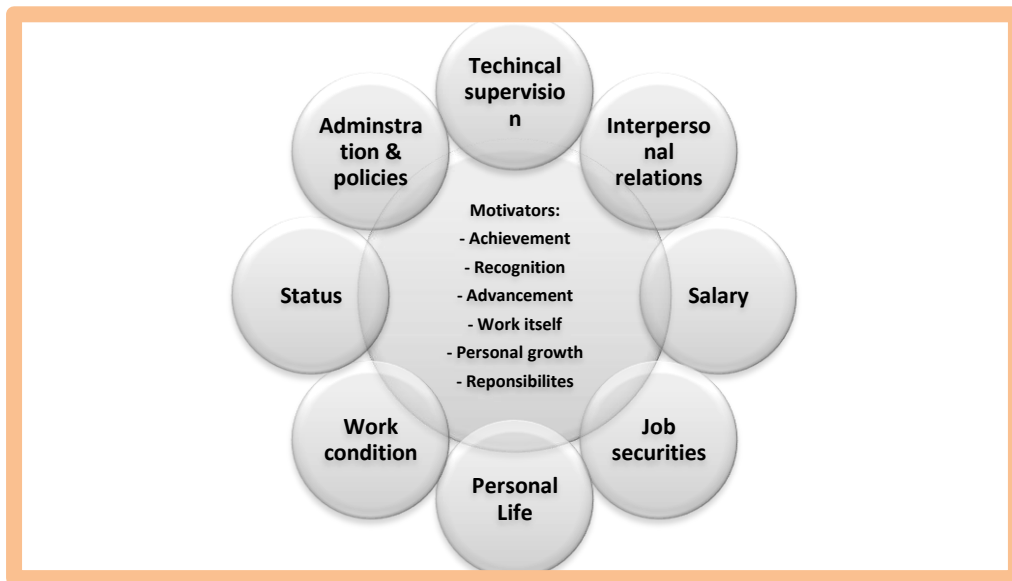 Techincal
supervisio
n
Adminstra
tion &
policies
Interperso
nal
relations
Motivators:
- Achievement
- Recognition
- Advancement
- Work itself
- Personal growth
- Reponsibilites
Status
Salary
Work
condition
Job
securities
Personal
Life